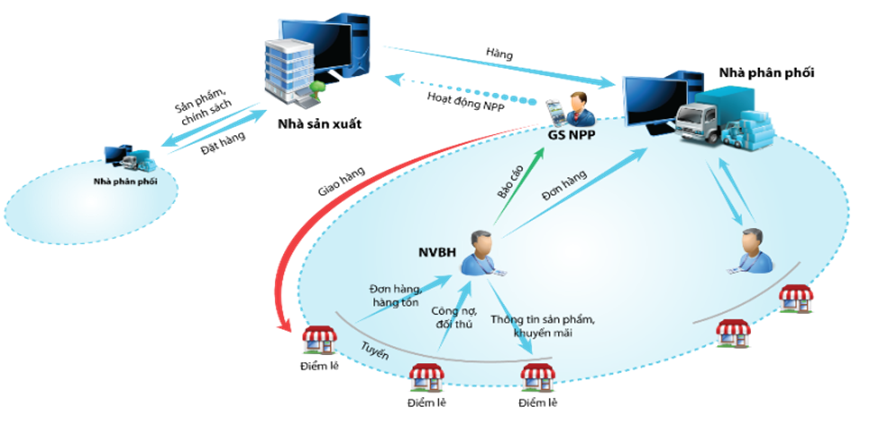 Hàng
Nhà phân phối
Sản phẩm,
chính sách
Hoạt động NPP
Nhà sản xuất
Đặt hàng
GS NPP
Nhà phân phối
Giao hàng
Báo cáo
Đơn hàng
NVBH
Đơn hàng,
hàng tồn
Công nợ,
đối thủ
Thông tin sản phẩm,
khuyến mãi
Tuyến
Điểm lẻ
Điểm lẻ
Điểm lẻ